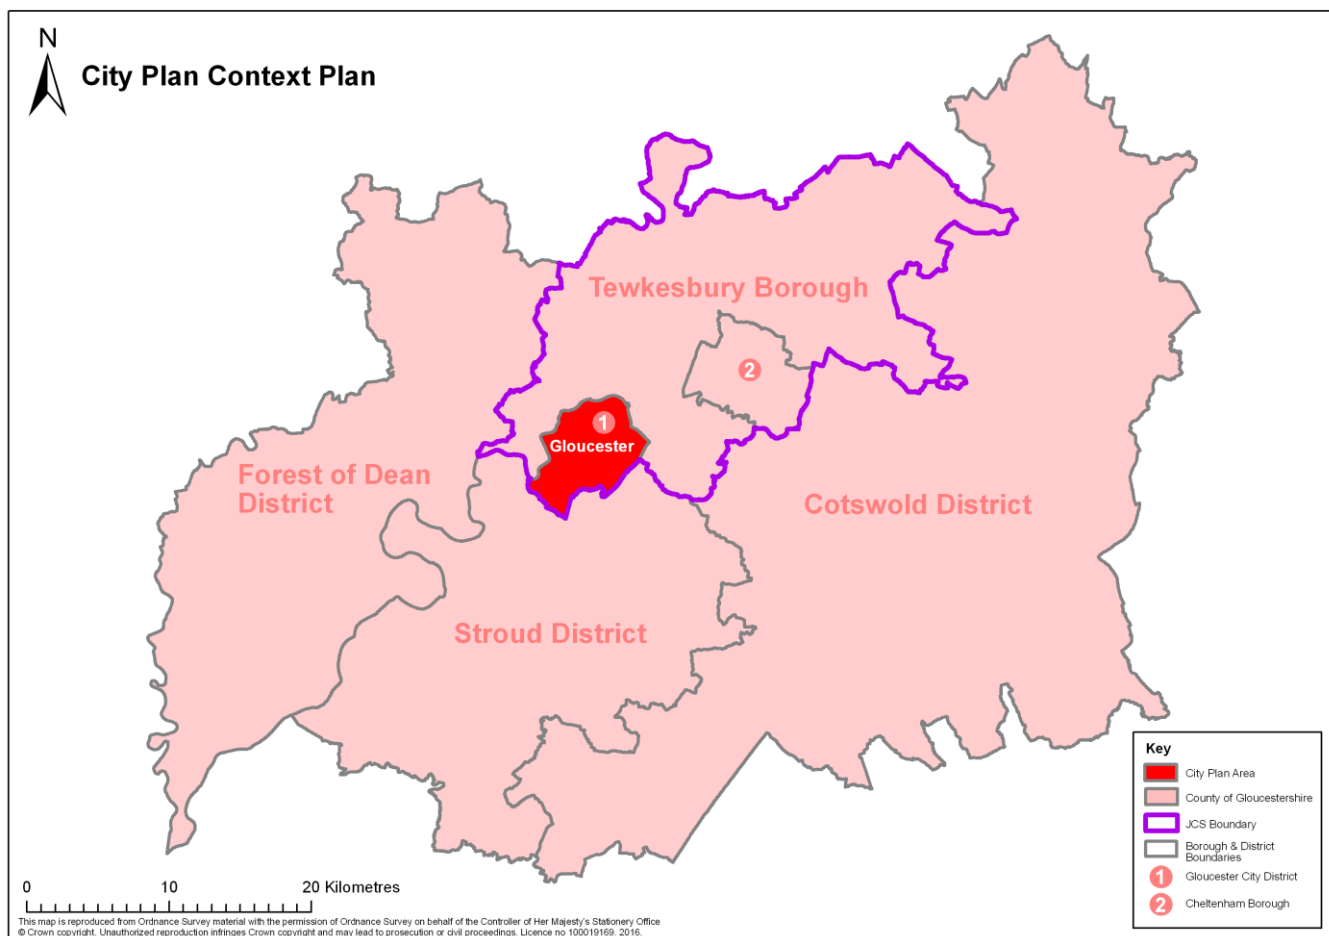 N
City Plan Context Plan
Tewkesbury Borough
2
1
Gloucester
Forest of Dean
District
Cotswold District
Stroud District
Key
City Plan Area
County of Gloucestershire
JCS Boundary
Borough & District
Boundaries
1 Gloucester City District
2 Cheltenham Borough
0 10 20 Kilometres
This map is reproduced from Ordnance Survey material with the permission of Ordnance Survey on behalf of the Controller of Her Majesty's Stationery Office
© Crown copyright. Unauthorized reproduction infringes Crown copyright and may lead to prosecution or civil proceedings. Licence no 100019169. 2016.